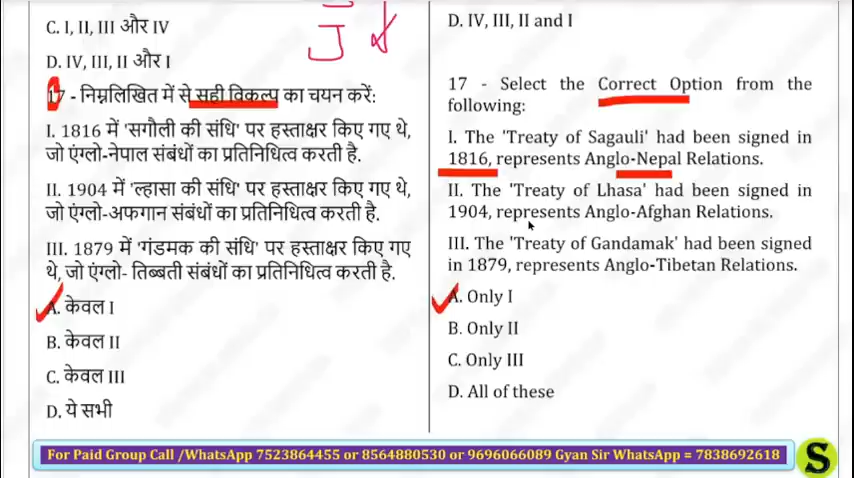 C. I, II, III और IV
D. IV, III, II और I
17 - निम्नलिखित में से सही विकल्प का चयन करें:
I. 1816 में 'सगौली की संधि' पर हस्ताक्षर किए गए थे,
जो एंग्लो-नेपाल संबंधों का प्रतिनिधित्व करती है.
II. 1904 में 'ल्हासा की संधि' पर हस्ताक्षर किए गए थे,
जो एंग्लो-अफगान संबंधों का प्रतिनिधित्व करती है.
III. 1879 में 'गंडमक की संधि' पर हस्ताक्षर किए गए
थे, जो एंग्लो- तिब्बती संबंधों का प्रतिनिधित्व करती है.
A. केवल I
B. केवल II
C. केवल III
D. ये सभी
D. IV, III, II and I
17 - Select the Correct Option from the
following:
I. The 'Treaty of Sagauli' had been signed in
1816, represents Anglo-Nepal Relations.
II. The 'Treaty of Lhasa' had been signed in
1904, represents Anglo-Afghan Relations.
III. The 'Treaty of Gandamak' had been signed
in 1879, represents Anglo-Tibetan Relations.
A. Only I
B. Only II
C. Only III
D. All of these
For Paid Group Call /WhatsApp 7523864455 or 8564880530 or 9696066089 Gyan Sir WhatsApp = 7838692618
S